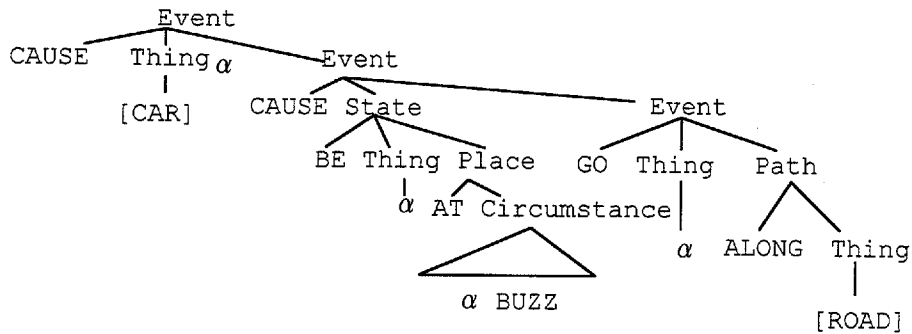 Event
CAUSE Thing α Event
[CAR] CAUSE State Event
BE Thing Place GO Thing Path
α AT Circumstance α ALONG Thing
α BUZZ [ROAD]